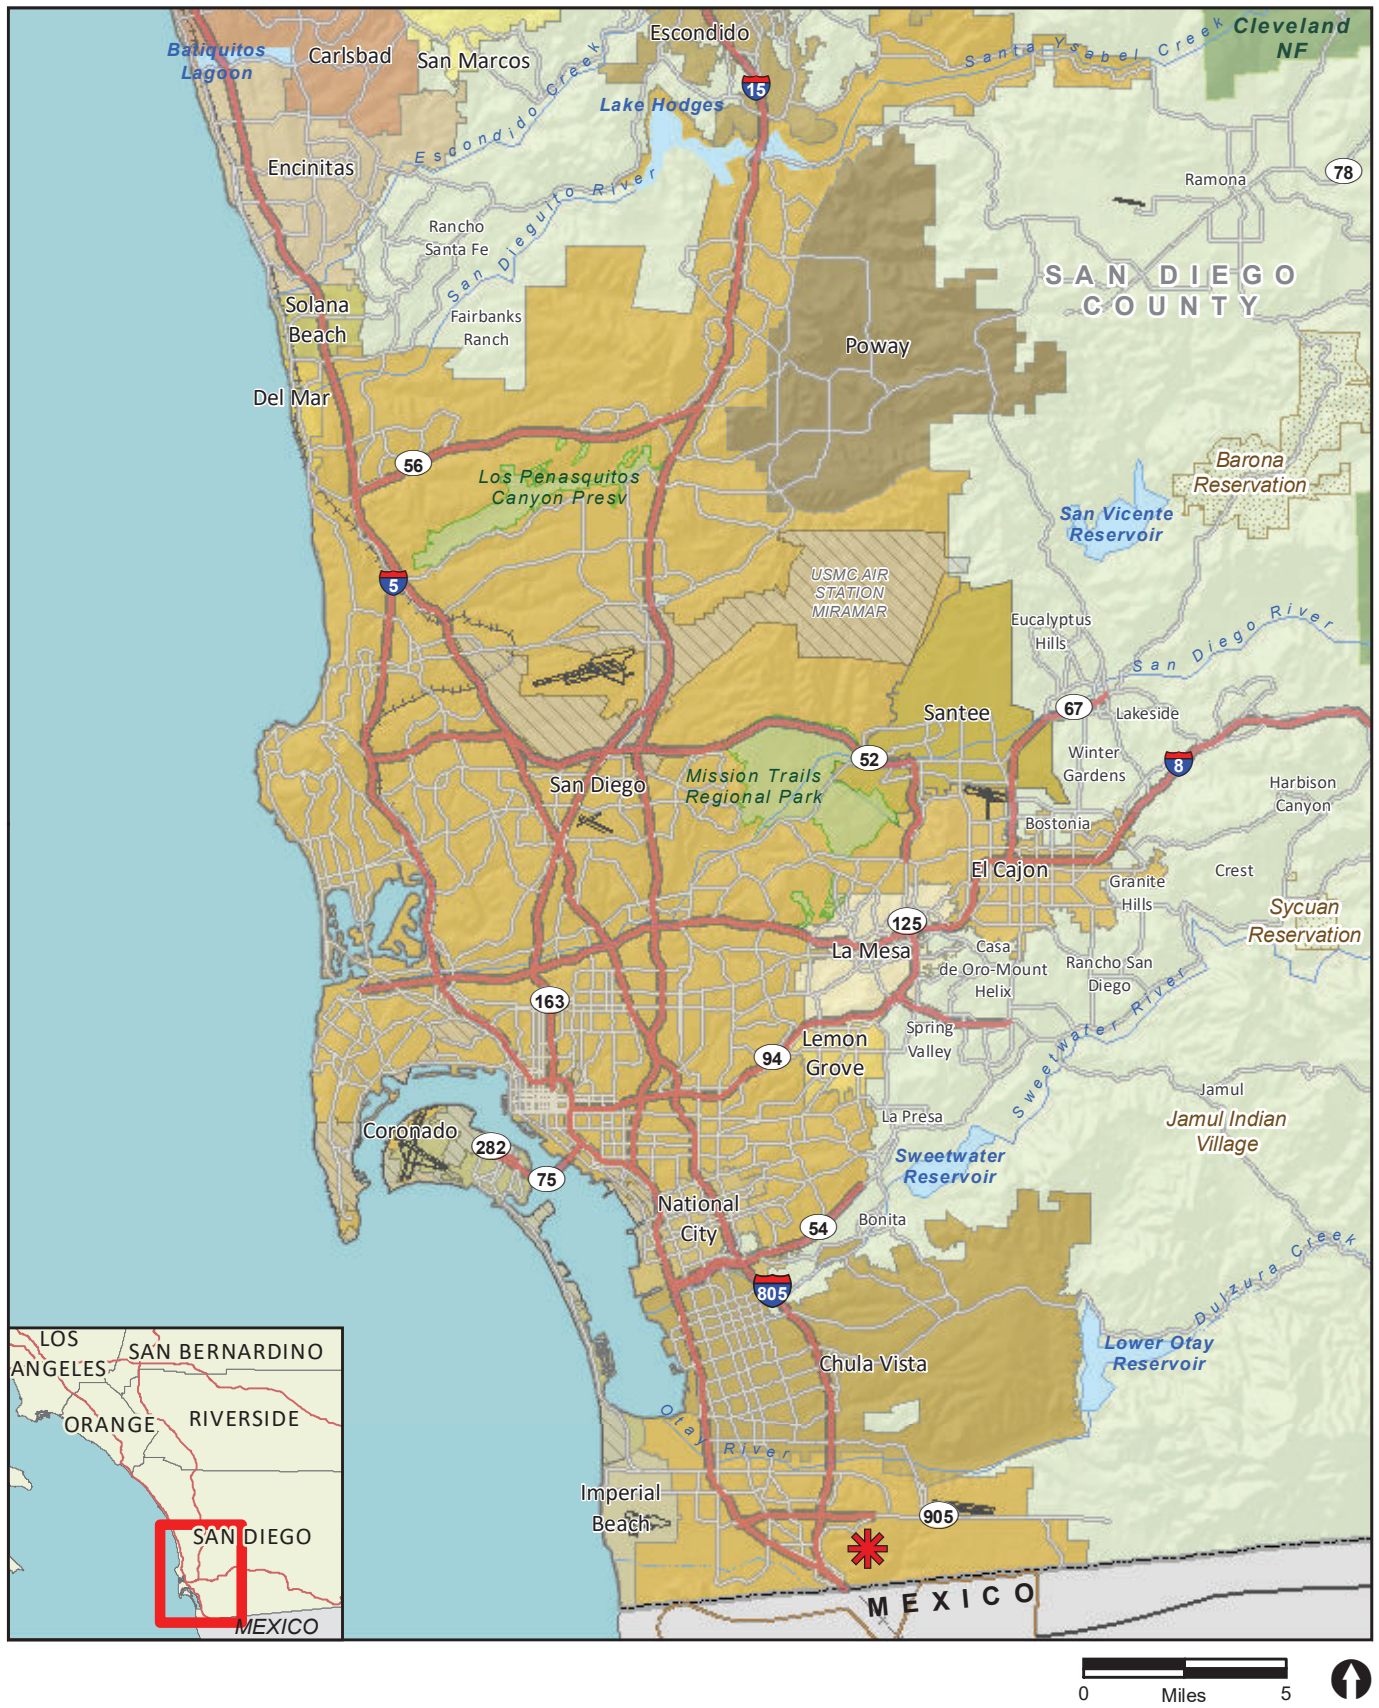 Batiquitos
Lagoon
Carlsbad
San Marcos
Escondido
15
Escondido Creek
Lake Hodges
Santa Ysabel Creek
Cleveland
NF
Encinitas
San Dieguito River
Rancho
Santa Fe
Ramona
78
SAN DIEGO
COUNTY
Solana
Beach
Fairbanks
Ranch
Poway
Del Mar
56
Los Penasquitos
Canyon Presv
Barona
Reservation
San Vicente
Reservoir
5
USMC AIR
STATION
MIRAMAR
Eucalyptus
Hills
San Diego River
Santee
67
Lakeside
52
Winter
Gardens
8
San Diego
Mission Trails
Regional Park
Harbison
Canyon
Bostonia
El Cajon
Granite
Hills
Crest
125
La Mesa
Sycuan
Reservation
Casa
de Oro-Mount
Helix
Rancho San
Diego
163
Sweetwater River
94
Lemon
Grove
Spring
Valley
Jamul
La Presa
Jamul Indian
Village
Coronado
282
75
Sweetwater
Reservoir
National
City
54
Bonita
805
Dulzura Creek
Lower Otay
Reservoir
Chula Vista
Otay River
Imperial
Beach
905
MEXICO
LOS
ANGELES
SAN BERNARDINO
ORANGE
RIVERSIDE
SAN DIEGO
MEXICO
0 Miles 5